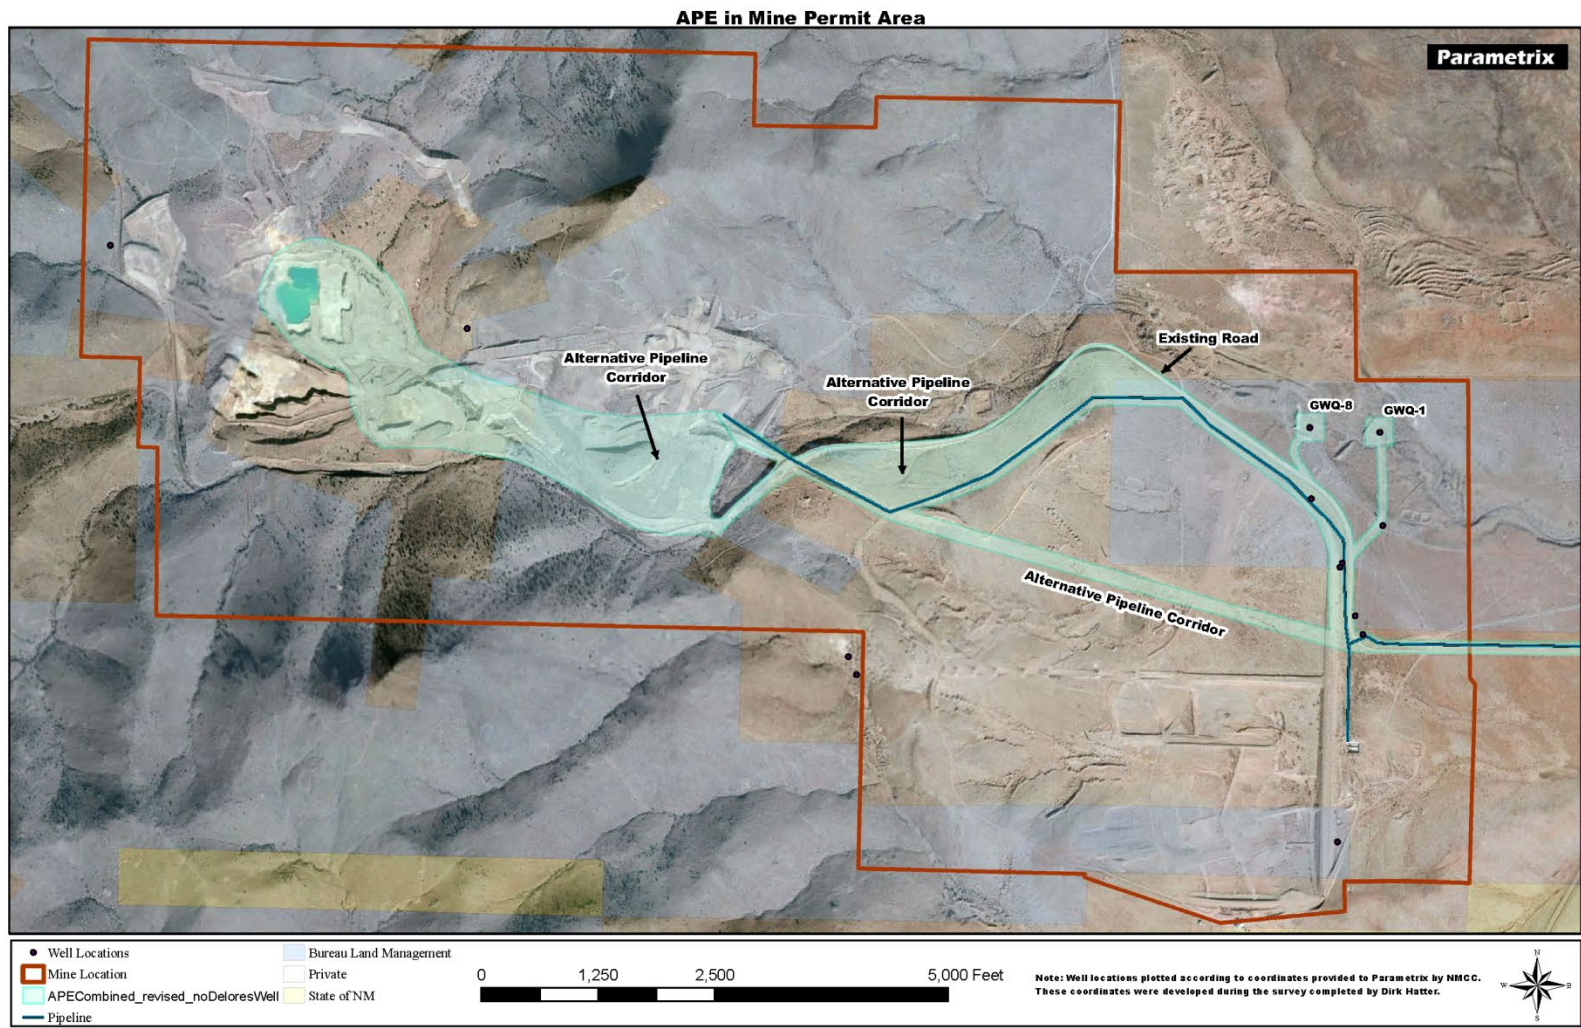 APE in Mine Permit Area
Parametrix
Existing Road
Alternative Pipeline
Corridor
Alternative Pipeline
Corridor
GWQ-8
GWQ-1
Alternative Pipeline Corridor
Well Locations
Mine Location
APECombined_revised_noDeloresWell
Pipeline
Bureau Land Management
Private
State of NM
0 1,250 2,500 5,000 Feet
Note: Well locations plotted according to coordinates provided to Parametrix by NMCC.
These coordinates were developed during the survey completed by Dirk Hatter.
N
W E
S